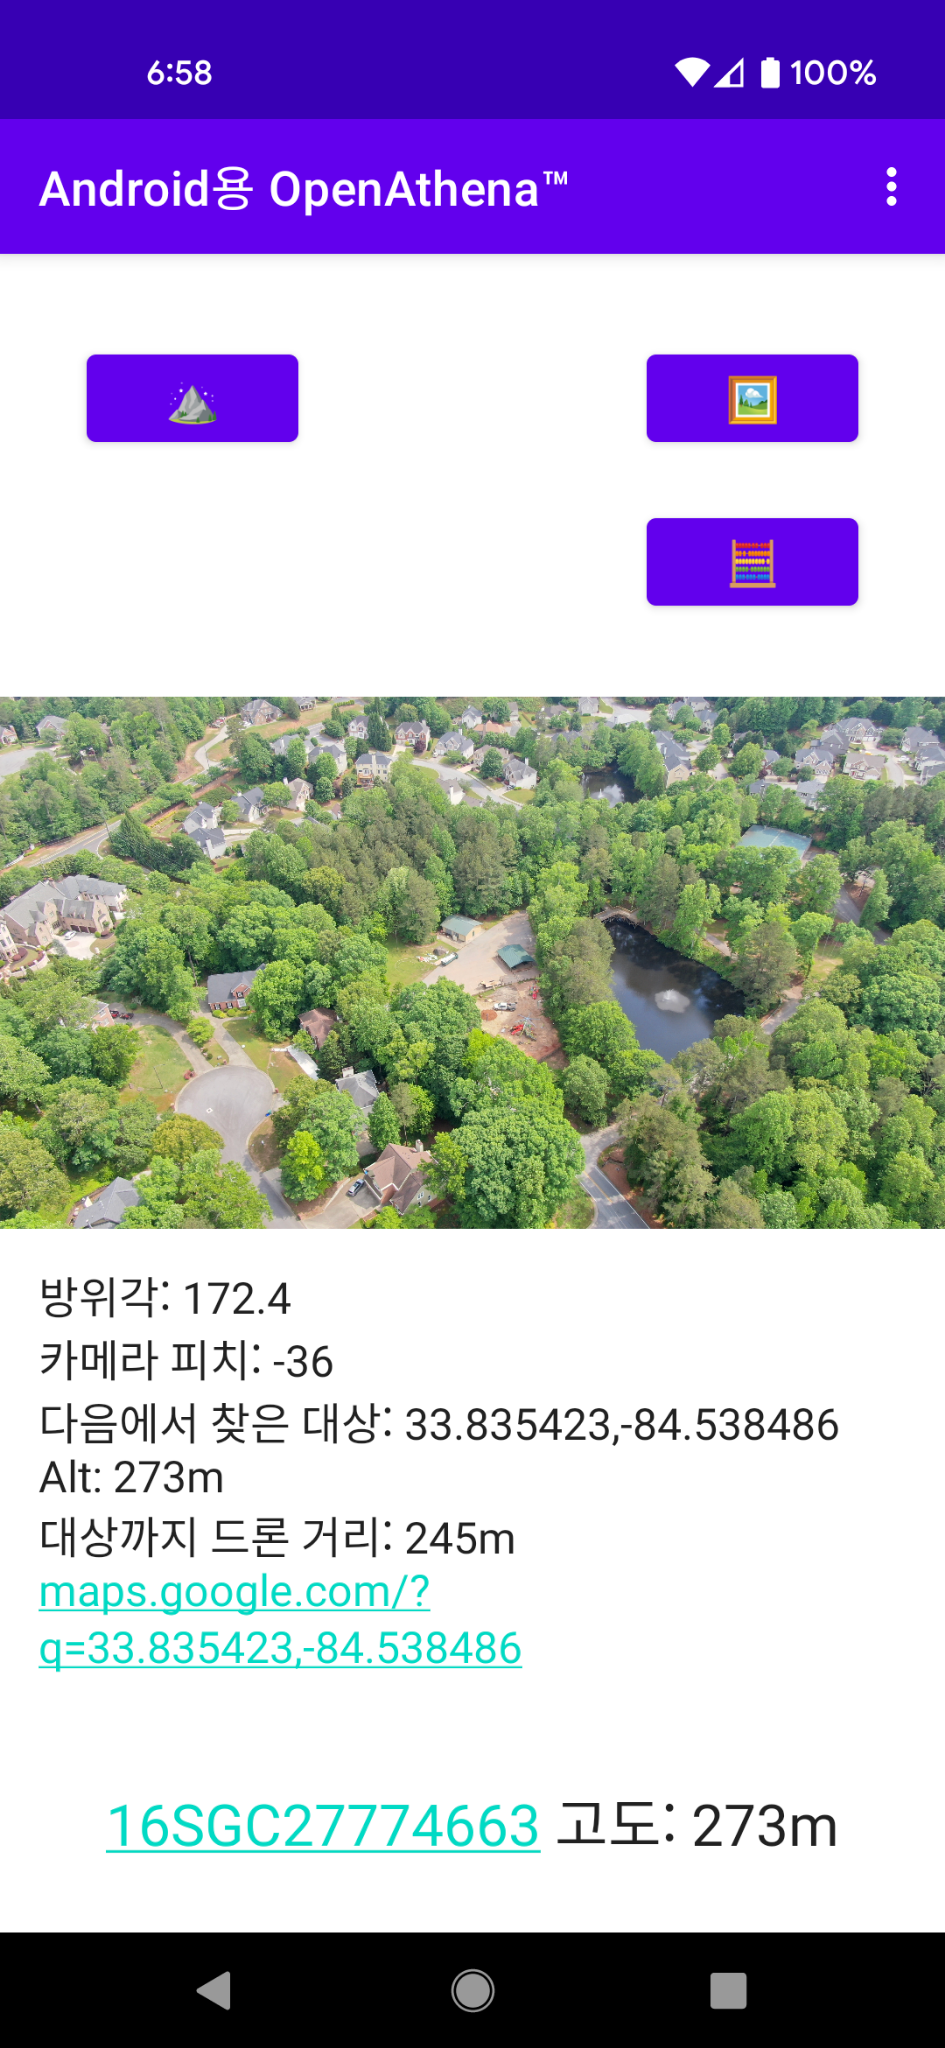 6:58
100%
Android용 OpenAthena™
방위각: 172.4
카메라 피치: -36
다음에서 찾은 대상: 33.835423,-84.538486
Alt: 273m
대상까지 드론 거리: 245m
maps.google.com/?
q=33.835423,-84.538486
16SGC27774663 고도: 273m